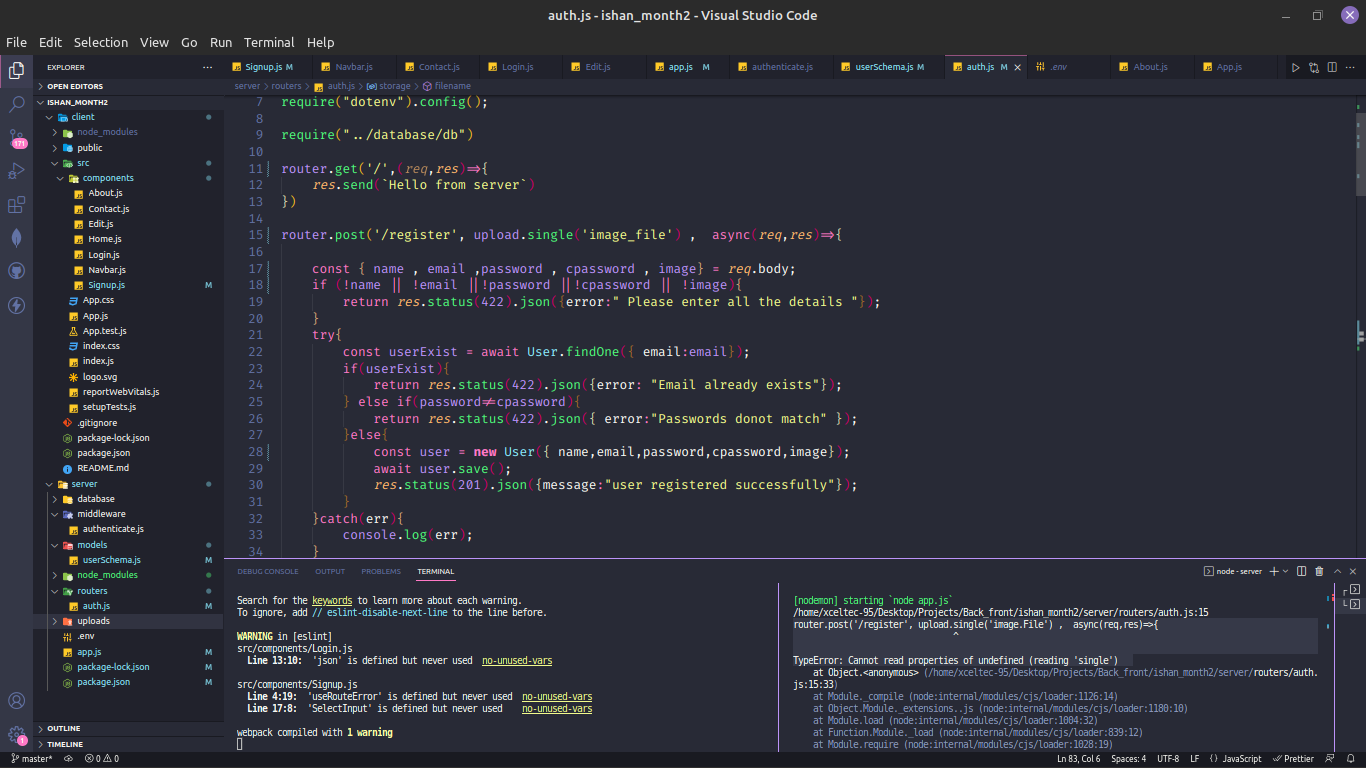 auth.js - ishan_month2 - Visual Studio Code
File Edit Selection View Go Run Terminal Help
EXPLORER
Signup.js M Navbar.js Contact.js Login.js Edit.js app.js M authenticate.js userSchema.js M auth.js M .env About.js App.js
OPEN EDITORS
ISHAN_MONTH2
client
node_modules
public
src
components
About.js
Contact.js
Edit.js
Home.js
Login.js
Navbar.js
Signup.js M
App.css
App.js
App.test.js
index.css
index.js
logo.svg
reportWebVitals.js
setupTests.js
.gitignore
package-lock.json
package.json
README.md
server
database
middleware
authenticate.js
models
userSchema.js M
node_modules
routers
auth.js M
uploads
.env
app.js M
package-lock.json M
package.json M
OUTLINE
TIMELINE
171
1
server > routers > auth.js > storage > filename
7 require("dotenv").config();
8
9 require("../database/db")
10
11 router.get('/',(req,res)=>{
12 res.send(`Hello from server`)
13 })
14
15 router.post('/register', upload.single('image_file') , async(req,res)=>{
16
17 const { name , email ,password , cpassword , image} = req.body;
18 if (!name || !email ||!password ||!cpassword || !image){
19 return res.status(422).json({error:" Please enter all the details "});
20 }
21 try{
22 const userExist = await User.findOne({ email:email});
23 if(userExist){
24 return res.status(422).json({error: "Email already exists"});
25 } else if(password!=cpassword){
26 return res.status(422).json({ error:"Passwords donot match" });
27 }else{
28 const user = new User({ name,email,password,cpassword,image});
29 await user.save();
30 res.status(201).json({message:"user registered successfully"});
31 }
32 }catch(err){
33 console.log(err);
34 }
DEBUG CONSOLE OUTPUT PROBLEMS TERMINAL
node - server
Search for the keywords to learn more about each warning.
To ignore, add // eslint-disable-next-line to the line before.
WARNING in [eslint]
src/components/Login.js
Line 13:10: 'json' is defined but never used no-unused-vars
src/components/Signup.js
Line 4:19: 'useRouteError' is defined but never used no-unused-vars
Line 17:8: 'SelectInput' is defined but never used no-unused-vars
webpack compiled with 1 warning
[nodemon] starting `node app.js`
/home/xceltec-95/Desktop/Projects/Back_front/ishan_month2/server/routers/auth.js:15
router.post('/register', upload.single('image.File') , async(req,res)=>{
^
TypeError: Cannot read properties of undefined (reading 'single')
at Object.<anonymous> (/home/xceltec-95/Desktop/Projects/Back_front/ishan_month2/server/routers/auth.
js:15:33)
at Module._compile (node:internal/modules/cjs/loader:1126:14)
at Object.Module._extensions..js (node:internal/modules/cjs/loader:1180:10)
at Module.load (node:internal/modules/cjs/loader:1004:32)
at Function.Module._load (node:internal/modules/cjs/loader:839:12)
at Module.require (node:internal/modules/cjs/loader:1028:19)
master* 0 0 Ln 83, Col 6 Spaces: 4 UTF-8 LF JavaScript Prettier